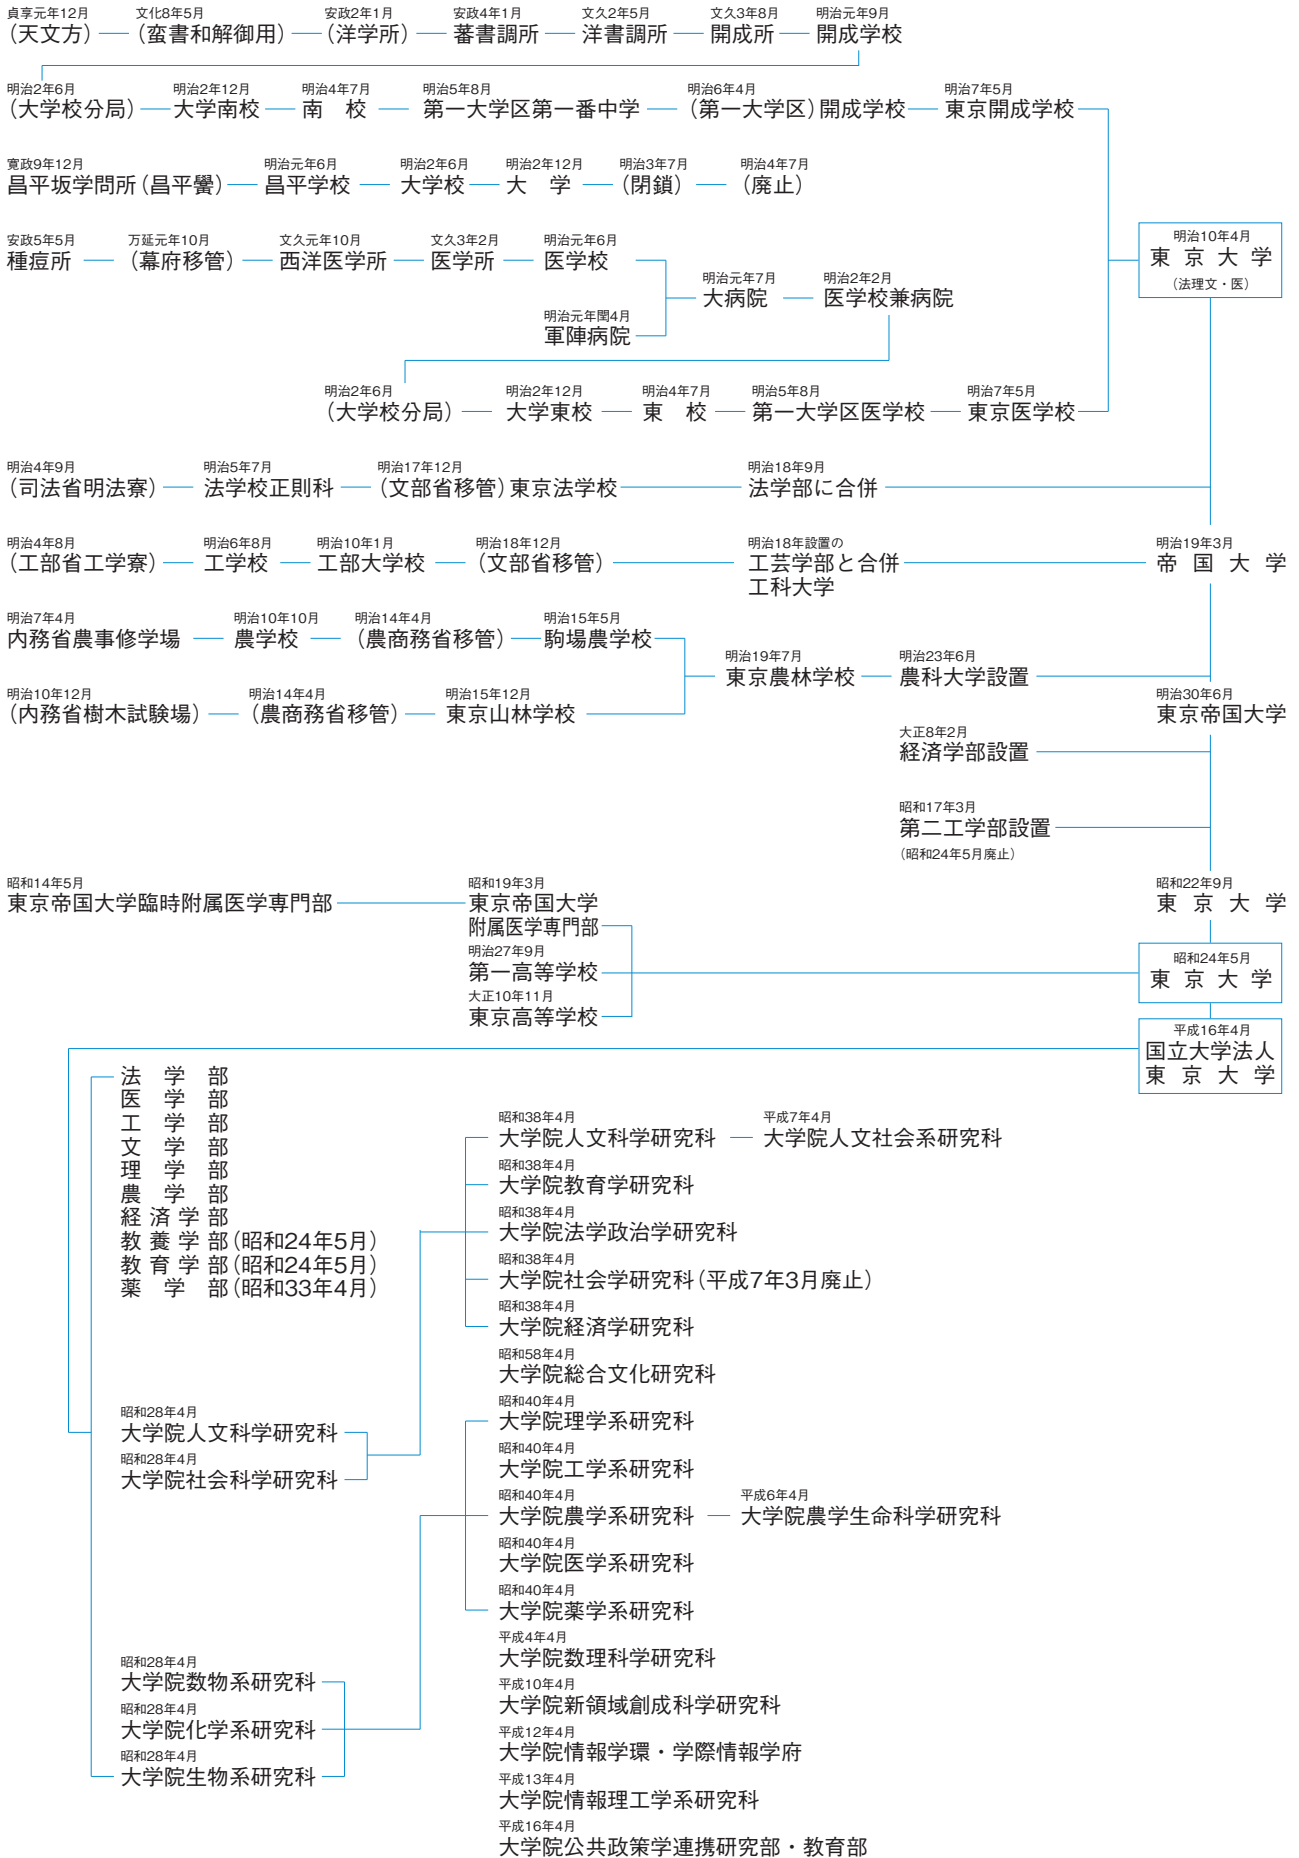 貞享元年12月 文化8年5月 安政2年1月 安政4年1月 文久2年5月 文久3年8月 明治元年9月
(天文方) (蛮書和解御用) (洋学所) 蕃書調所 洋書調所 開成所 開成学校
明治2年6月 明治2年12月 明治4年7月 明治5年8月 明治6年4月 明治7年5月
(大学校分局) 大学南校 南 校 第一大学区第一番中学 (第一大学区)開成学校 東京開成学校
寛政9年12月 明治元年6月 明治2年6月 明治2年12月 明治3年7月 明治4年7月
昌平坂学問所(昌平黌) 昌平学校 大学校 大 学 (閉鎖) (廃止)
安政5年5月 万延元年10月 文久元年10月 文久3年2月 明治元年6月
種痘所 (幕府移管) 西洋医学所 医学所 医学校
明治10年4月
東 京 大 学
(法理文・医)
明治元年7月 明治2年2月
大病院 医学校兼病院
明治元年閏4月
軍陣病院
明治2年6月 明治2年12月 明治4年7月 明治5年8月 明治7年5月
(大学校分局) 大学東校 東 校 第一大学区医学校 東京医学校
明治4年9月 明治5年7月 明治17年12月 明治18年9月
(司法省明法寮) 法学校正則科 (文部省移管)東京法学校 法学部に合併
明治4年8月 明治6年8月 明治10年1月 明治18年12月 明治18年設置の 明治19年3月
(工部省工学寮) 工学校 工部大学校 (文部省移管) 工芸学部と合併 帝 国 大 学
工科大学
明治7年4月 明治10年10月 明治14年4月 明治15年5月
内務省農事修学場 農学校 (農商務省移管) 駒場農学校
明治19年7月 明治23年6月
東京農林学校 農科大学設置
明治10年12月 明治14年4月 明治15年12月 明治30年6月
(内務省樹木試験場) (農商務省移管) 東京山林学校 東京帝国大学
大正8年2月
経済学部設置
昭和17年3月
第二工学部設置
(昭和24年5月廃止)
昭和14年5月 昭和19年3月 昭和22年9月
東京帝国大学臨時附属医学専門部 東京帝国大学 東 京 大 学
附属医学専門部
明治27年9月 昭和24年5月
第一高等学校 東 京 大 学
大正10年11月
東京高等学校
平成16年4月
国立大学法人
東 京 大 学
法 学 部
医 学 部
工 学 部
文 学 部
理 学 部
農 学 部
経 済 学 部
教 養 学 部(昭和24年5月)
教 育 学 部(昭和24年5月)
薬 学 部(昭和33年4月)
昭和38年4月 平成7年4月
大学院人文科学研究科 大学院人文社会系研究科
昭和38年4月
大学院教育学研究科
昭和38年4月
大学院法学政治学研究科
昭和38年4月
大学院社会学研究科(平成7年3月廃止)
昭和38年4月
大学院経済学研究科
昭和58年4月
大学院総合文化研究科
昭和28年4月
大学院人文科学研究科
昭和28年4月
大学院社会科学研究科
昭和40年4月
大学院理学系研究科
昭和40年4月
大学院工学系研究科
昭和40年4月 平成6年4月
大学院農学系研究科 大学院農学生命科学研究科
昭和40年4月
大学院医学系研究科
昭和40年4月
大学院薬学系研究科
平成4年4月
大学院数理科学研究科
昭和28年4月
大学院数物系研究科
昭和28年4月
大学院化学系研究科
昭和28年4月
大学院生物系研究科
平成10年4月
大学院新領域創成科学研究科
平成12年4月
大学院情報学環・学際情報学府
平成13年4月
大学院情報理工学系研究科
平成16年4月
大学院公共政策学連携研究部・教育部